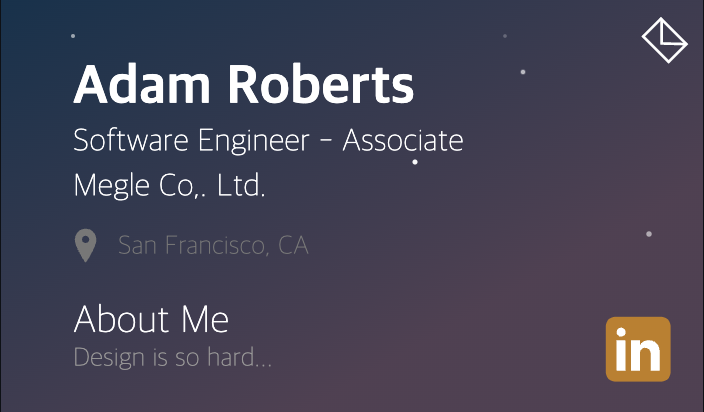 Adam Roberts
Software Engineer - Associate
Megle Co,. Ltd.
San Francisco, CA
About Me
Design is so hard...
in